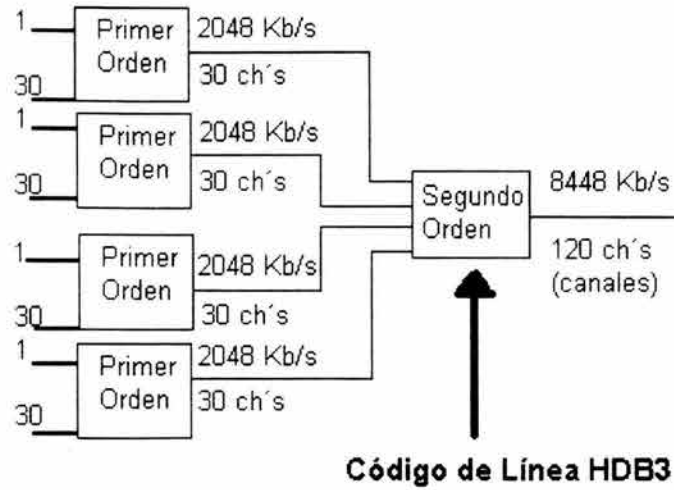 1
Primer
Orden
30
2048 Kb/s
30 ch´s
1
Primer
Orden
30
2048 Kb/s
30 ch´s
1
Primer
Orden
30
2048 Kb/s
30 ch´s
1
Primer
Orden
30
2048 Kb/s
30 ch´s
Segundo
Orden
8448 Kb/s
120 ch´s
(canales)
Código de Línea HDB3